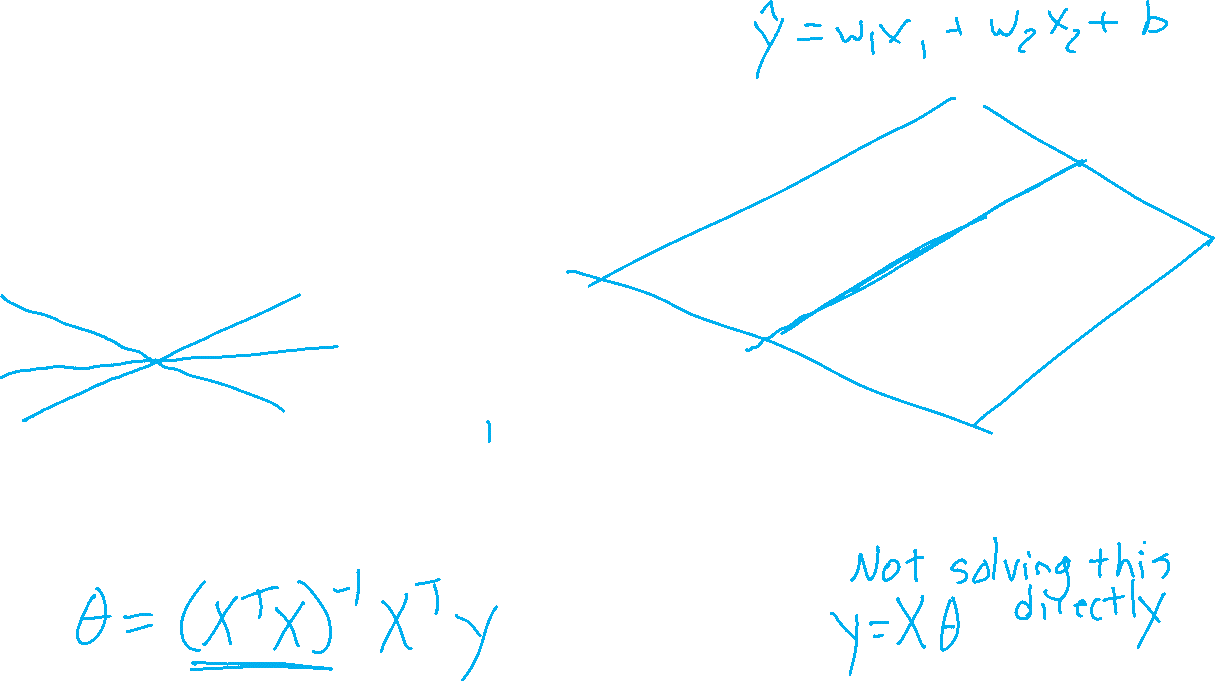 ŷ = w₁x₁ + w₂x₂ + b
θ = (XᵀX)⁻¹ Xᵀy
Not solving this
directly
y = Xθ